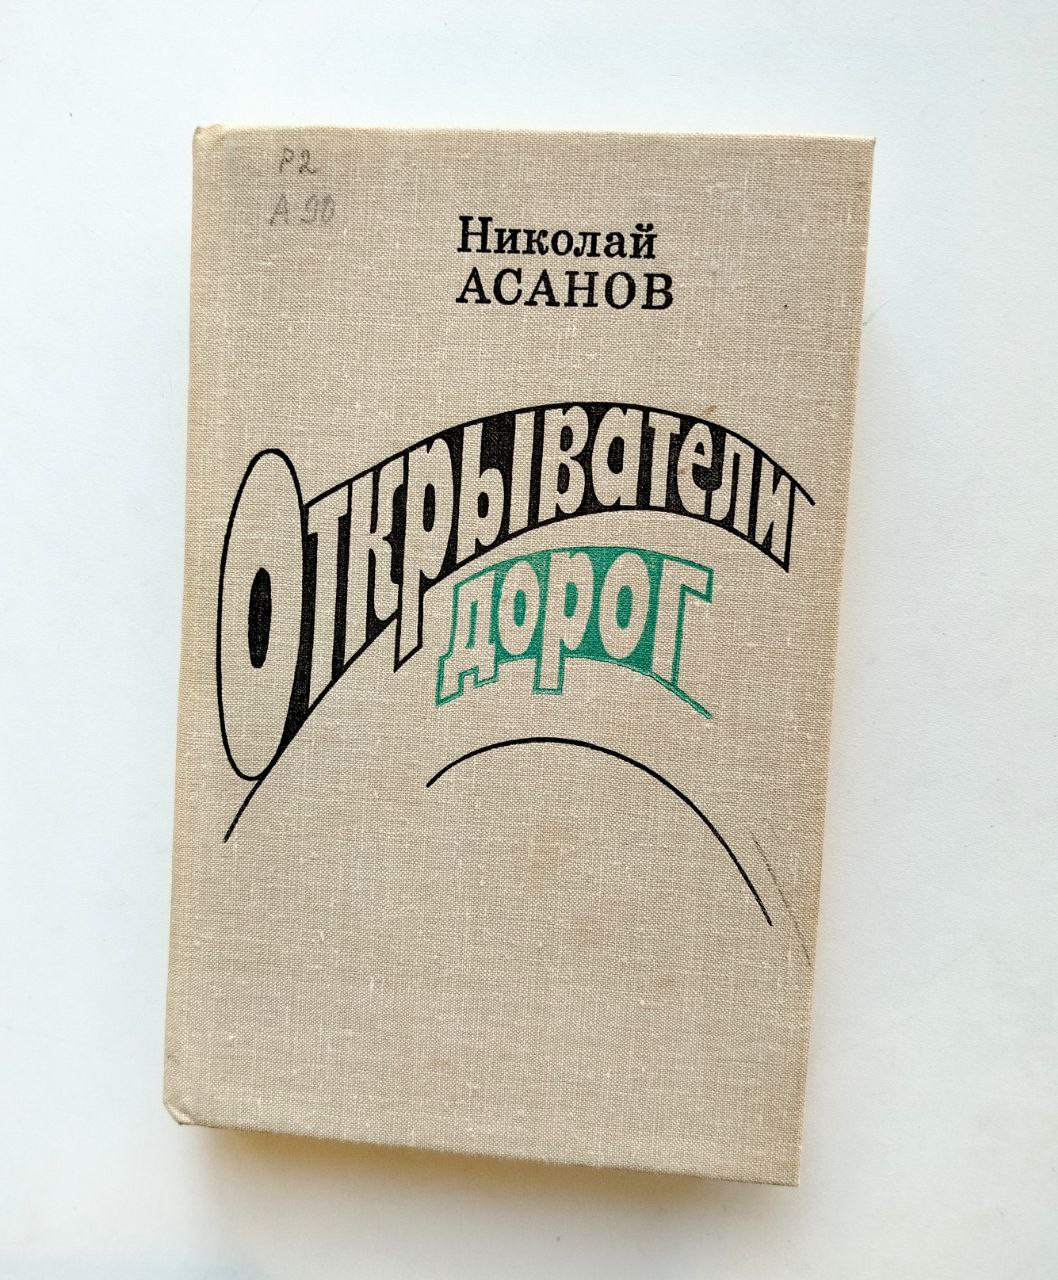 Р2
А 90
Николай
АСАНОВ
Открыватели
дорог